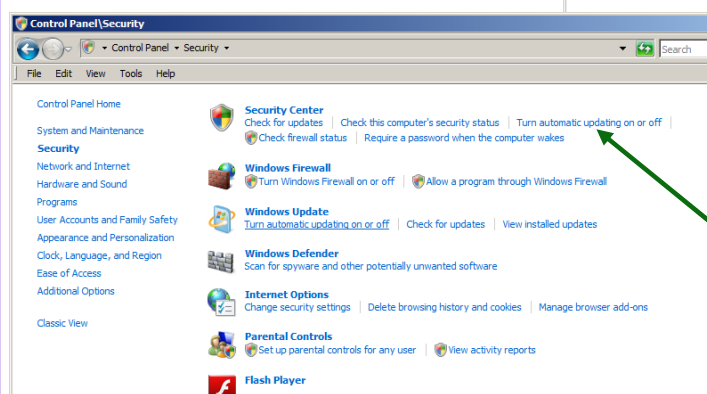 Control Panel\Security
Control Panel Security
Search
File Edit View Tools Help
Control Panel Home
System and Maintenance
Security
Network and Internet
Hardware and Sound
Programs
User Accounts and Family Safety
Appearance and Personalization
Clock, Language, and Region
Ease of Access
Additional Options
Classic View
Security Center
Check for updates Check this computer's security status Turn automatic updating on or off
Check firewall status Require a password when the computer wakes
Windows Firewall
Turn Windows Firewall on or off Allow a program through Windows Firewall
Windows Update
Turn automatic updating on or off Check for updates View installed updates
Windows Defender
Scan for spyware and other potentially unwanted software
Internet Options
Change security settings Delete browsing history and cookies Manage browser add-ons
Parental Controls
Set up parental controls for any user View activity reports
Flash Player